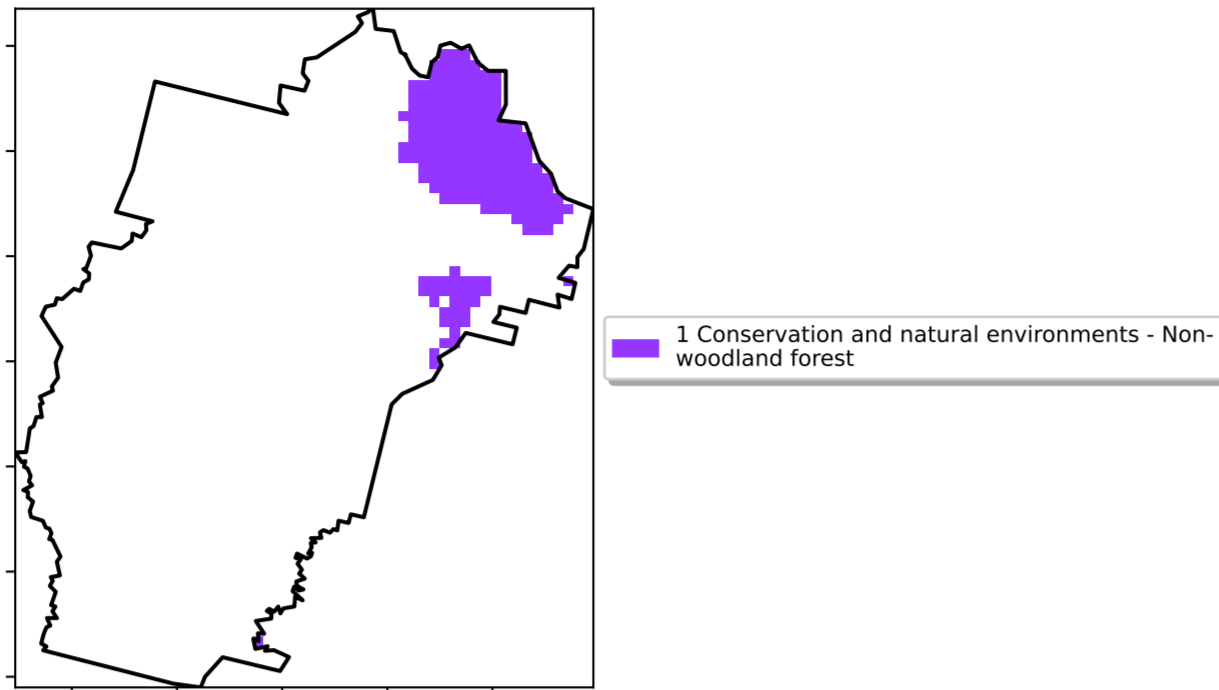 1 Conservation and natural environments - Non-
woodland forest